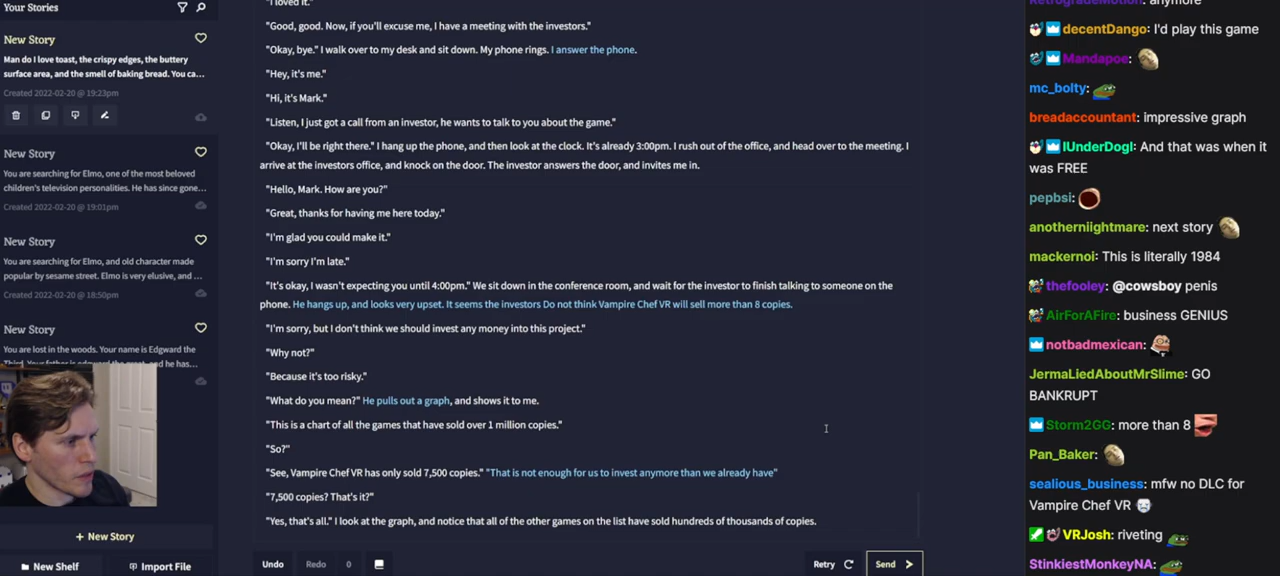 Your Stories
New Story
Man do I love toast, the crispy edges, the buttery
surface area, and the smell of baking bread. You ca...
Created 2022-02-20 @ 19:23pm
New Story
You are searching for Elmo, one of the most beloved
children's television personalities. He has since gone...
Created 2022-02-20 @ 19:01pm
New Story
You are searching for Elmo, and old character made
popular by sesame street. Elmo is very elusive, and ...
Created 2022-02-20 @ 18:50pm
New Story
You are lost in the woods. Your name is Edgward the
+ New Story
New Shelf
Import File
"I loved it."
"Good, good. Now, if you'll excuse me, I have a meeting with the investors."
"Okay, bye." I walk over to my desk and sit down. My phone rings. I answer the phone.
"Hey, it's me."
"Hi, it's Mark."
"Listen, I just got a call from an investor, he wants to talk to you about the game."
"Okay, I'll be right there." I hang up the phone, and then look at the clock. It's already 3:00pm. I rush out of the office, and head over to the meeting. I
arrive at the investors office, and knock on the door. The investor answers the door, and invites me in.
"Hello, Mark. How are you?"
"Great, thanks for having me here today."
"I'm glad you could make it."
"I'm sorry I'm late."
"It's okay, I wasn't expecting you until 4:00pm." We sit down in the conference room, and wait for the investor to finish talking to someone on the
phone. He hangs up, and looks very upset. It seems the investors Do not think Vampire Chef VR will sell more than 8 copies.
"I'm sorry, but I don't think we should invest any money into this project."
"Why not?"
"Because it's too risky."
"What do you mean?" He pulls out a graph, and shows it to me.
"This is a chart of all the games that have sold over 1 million copies."
"So?"
"See, Vampire Chef VR has only sold 7,500 copies." "That is not enough for us to invest anymore than we already have"
"7,500 copies? That's it?"
"Yes, that's all." I look at the graph, and notice that all of the other games on the list have sold hundreds of thousands of copies.
Undo
Redo
0
Retry
Send
RetrogradeMotion: anymore
decentDango: I'd play this game
Mandapoe:
mc_bolty:
breadaccountant: impressive graph
IUnderDogI: And that was when it
was FREE
pepbsi:
anotherniightmare: next story
mackernoi: This is literally 1984
thefooley: @cowsboy penis
AirForAFire: business GENIUS
notbadmexican:
JermaLiedAboutMrSlime: GO
BANKRUPT
Storm2GG: more than 8
Pan_Baker:
sealious_business: mfw no DLC for
Vampire Chef VR
VRJosh: riveting
StinkiestMonkeyNA: